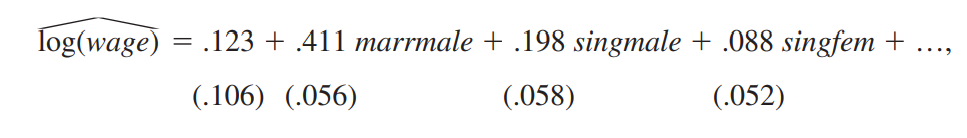 log(wage) = .123 + .411 marrmale + .198 singmale + .088 singfem + …,
(.106) (.056) (.058) (.052)